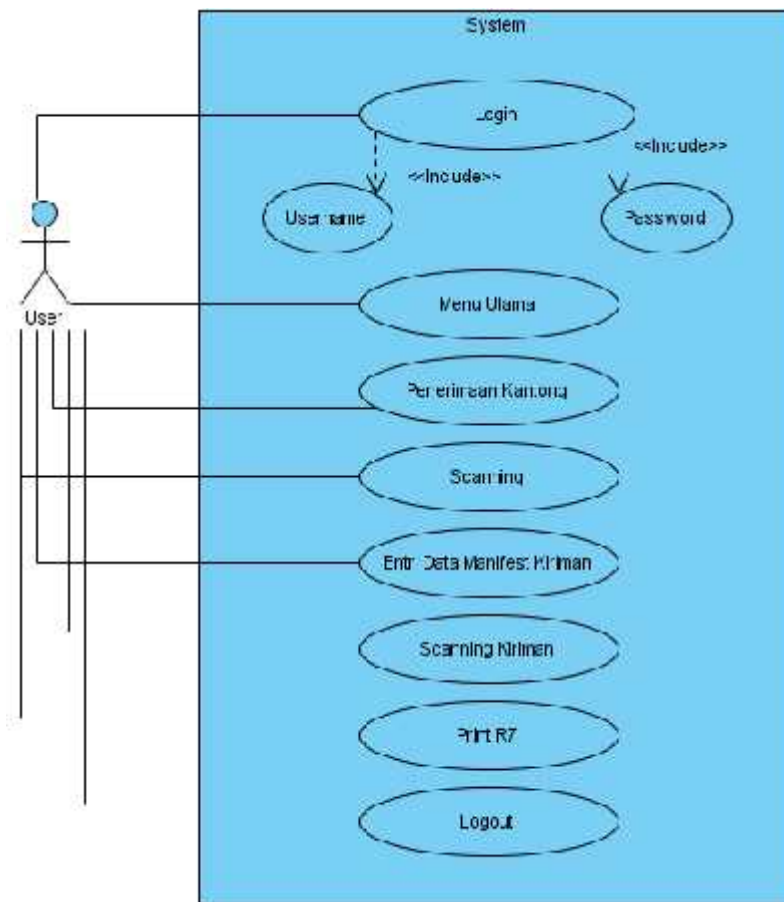 System
Login
<<Include>>
<<Include>>
Username
Password
Menu Utama
User
Penerimaan Kantong
Scanning
Entri Data Manifest Kiriman
Scanning Kiriman
Print R7
Logout